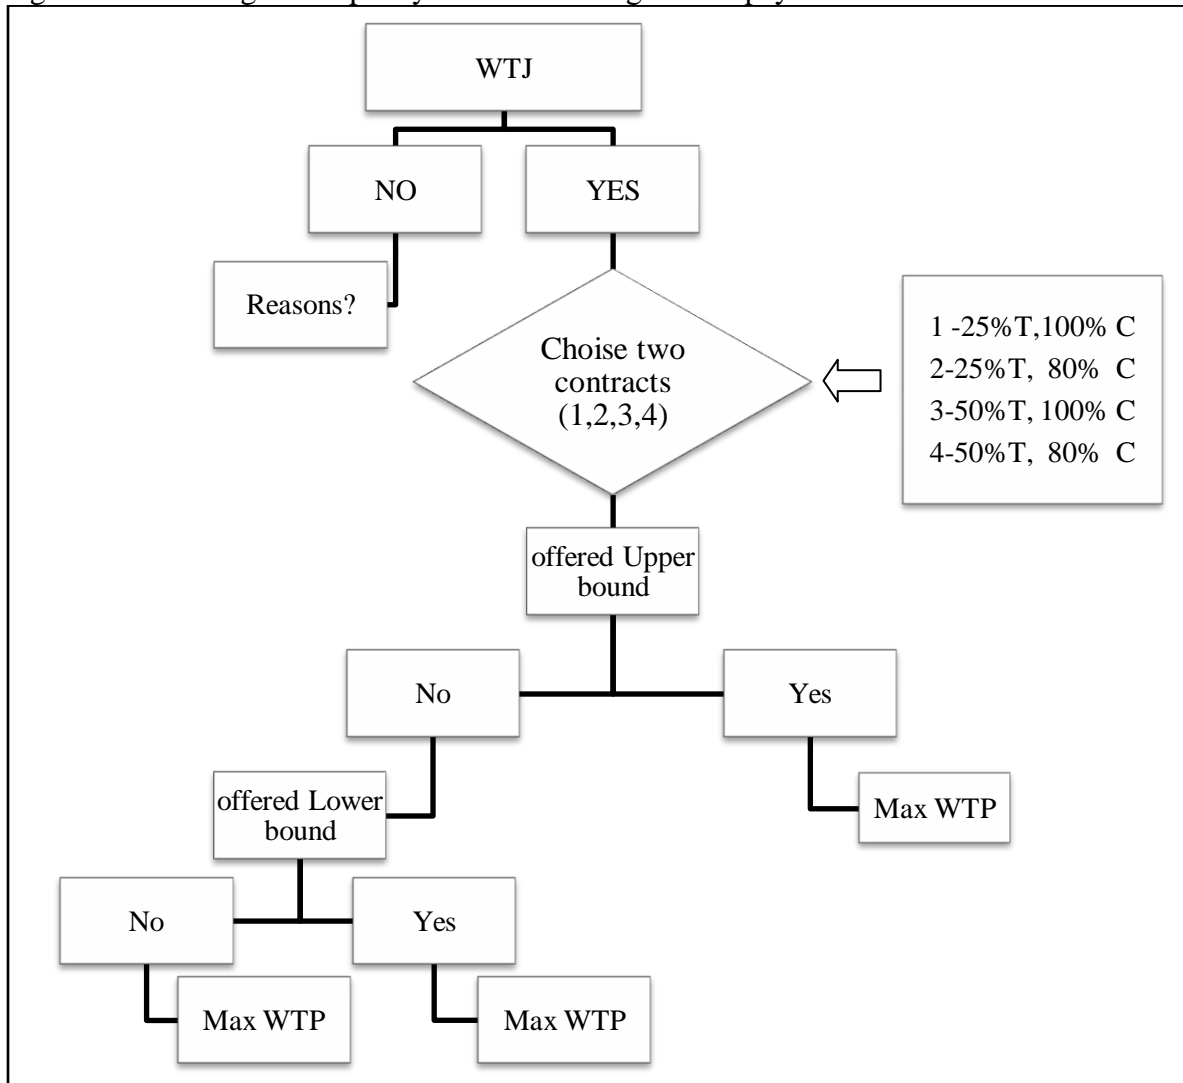 WTJ
NO
YES
Reasons?
Choise two
contracts
(1,2,3,4)
1 -25%T,100% C
2-25%T, 80% C
3-50%T, 100% C
4-50%T, 80% C
offered Upper
bound
No
Yes
offered Lower
bound
Max WTP
No
Yes
Max WTP
Max WTP